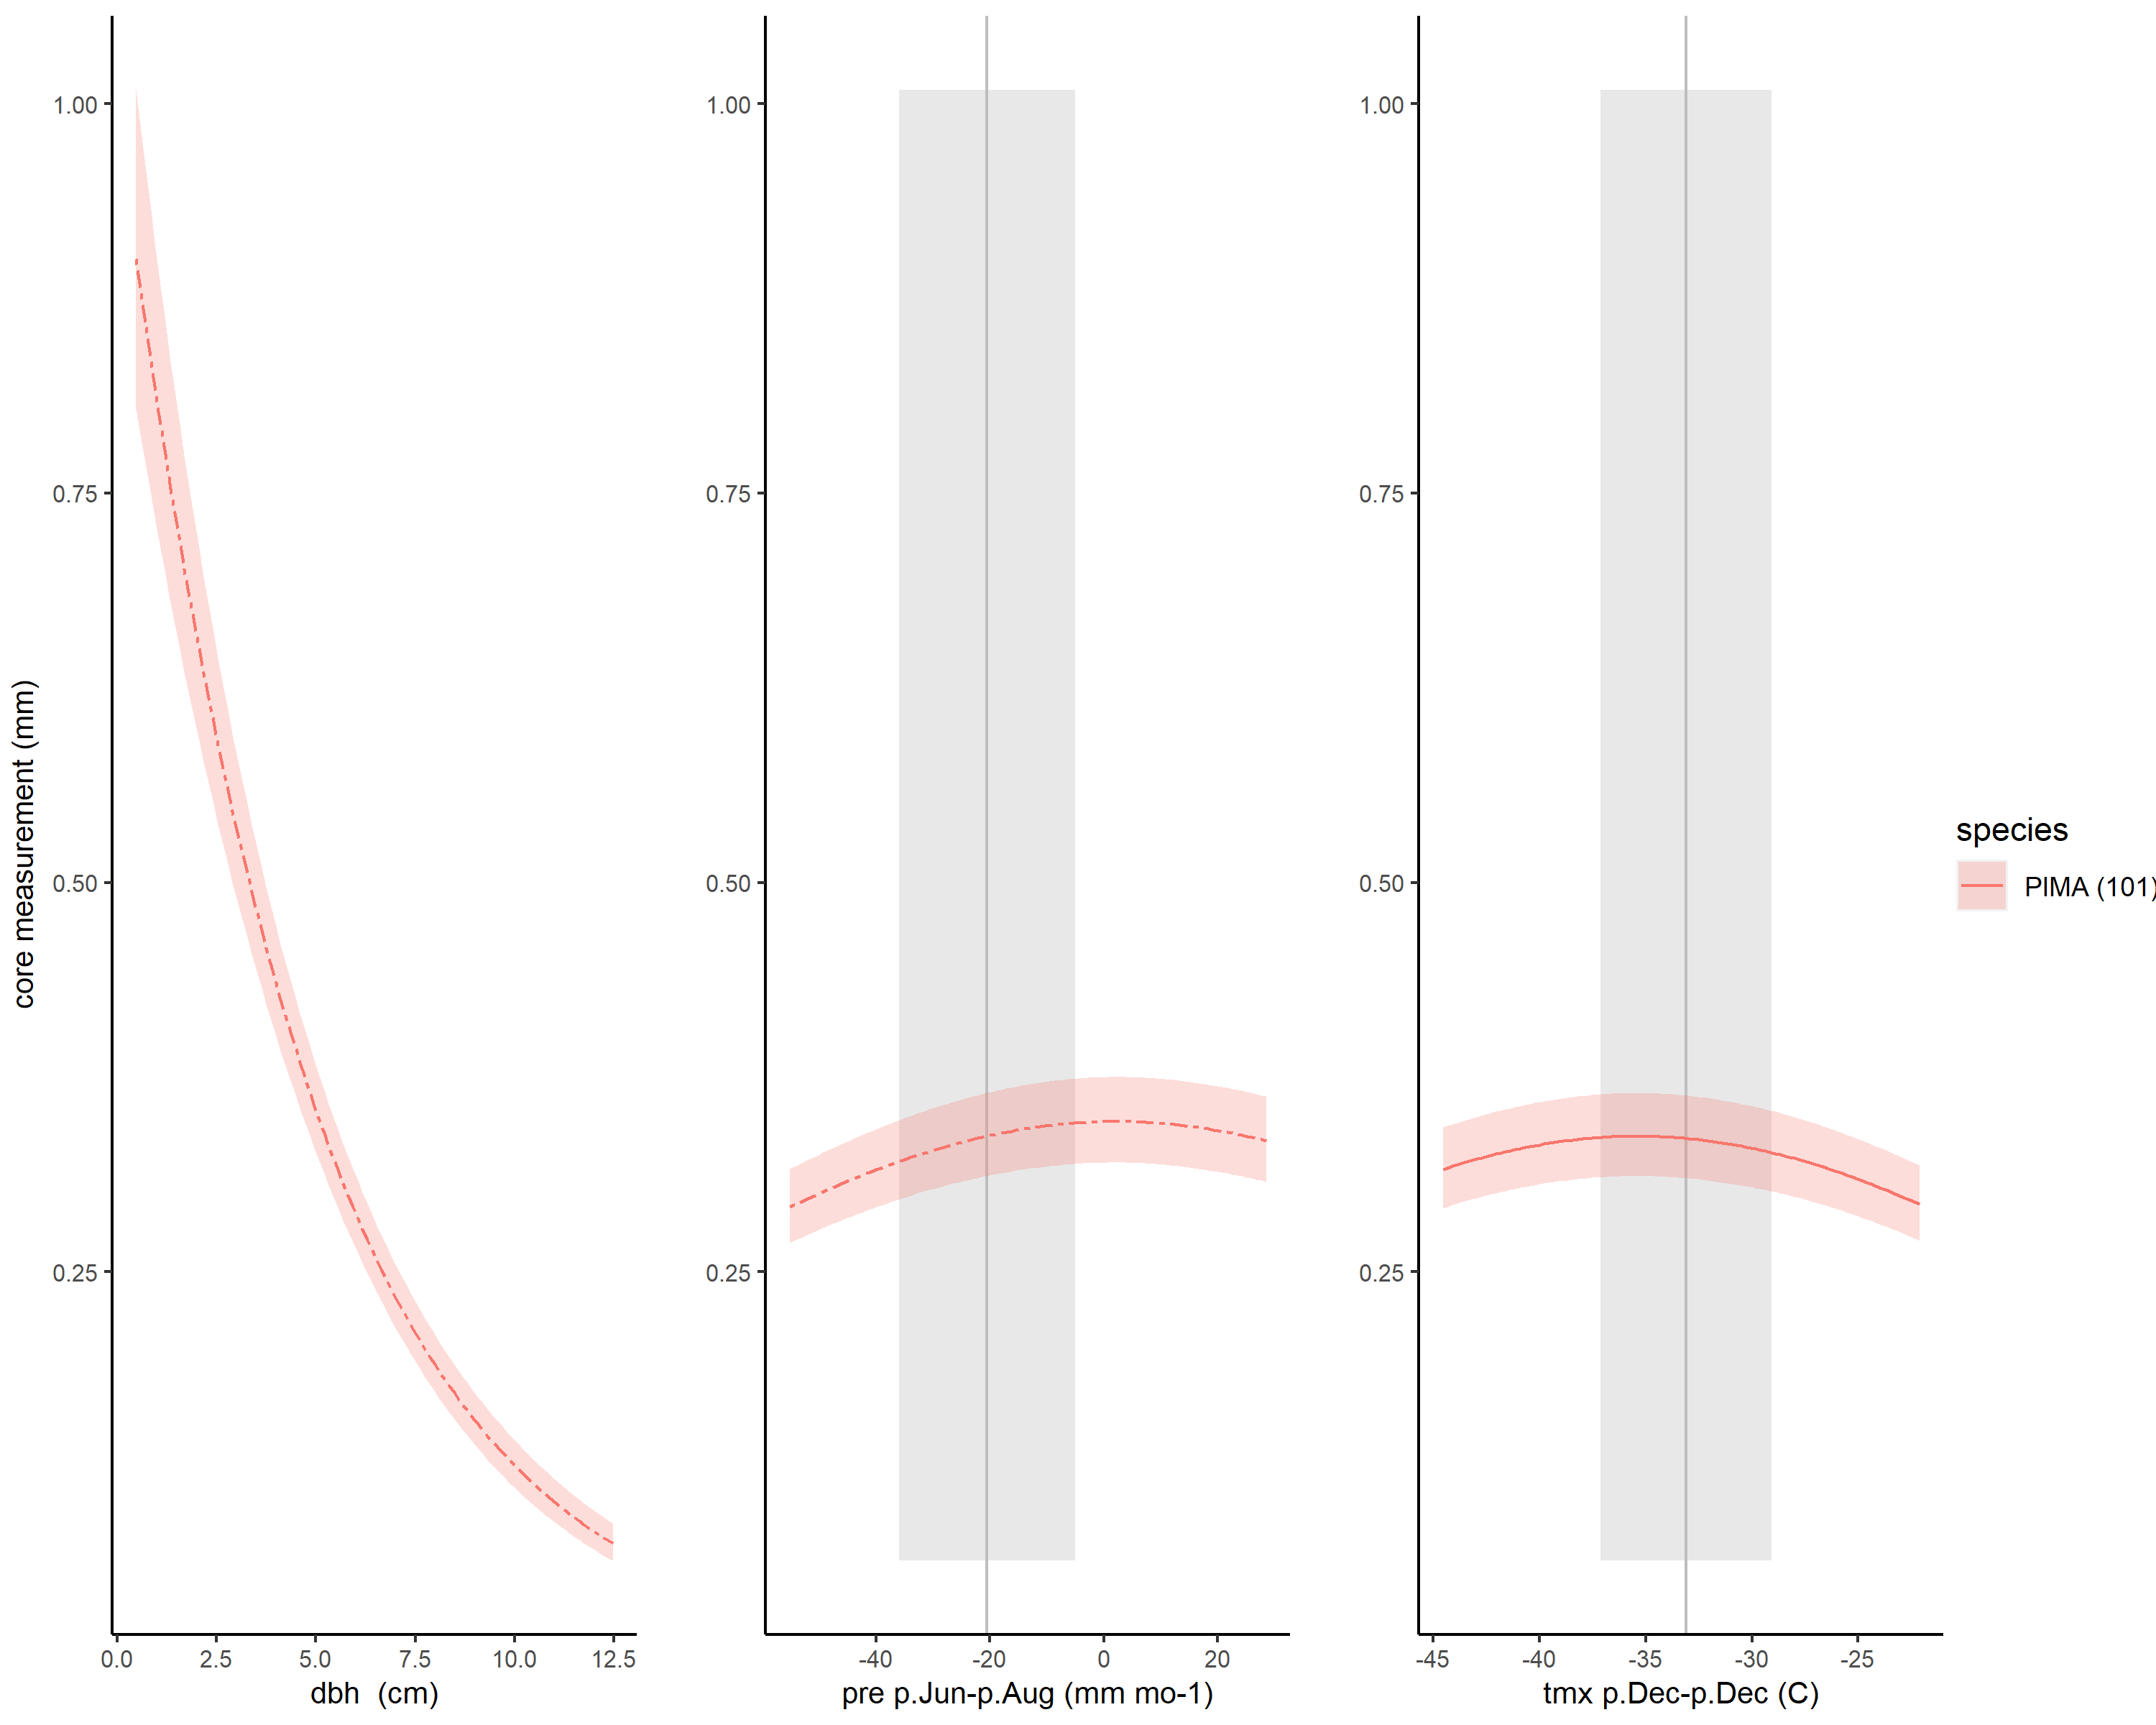 core measurement (mm)
1.00
0.75
0.50
0.25
0.0 2.5 5.0 7.5 10.0 12.5
dbh (cm)
1.00
0.75
0.50
0.25
-40 -20 0 20
pre p.Jun-p.Aug (mm mo-1)
1.00
0.75
0.50
0.25
-45 -40 -35 -30 -25
tmx p.Dec-p.Dec (C)
species
PIMA (101)